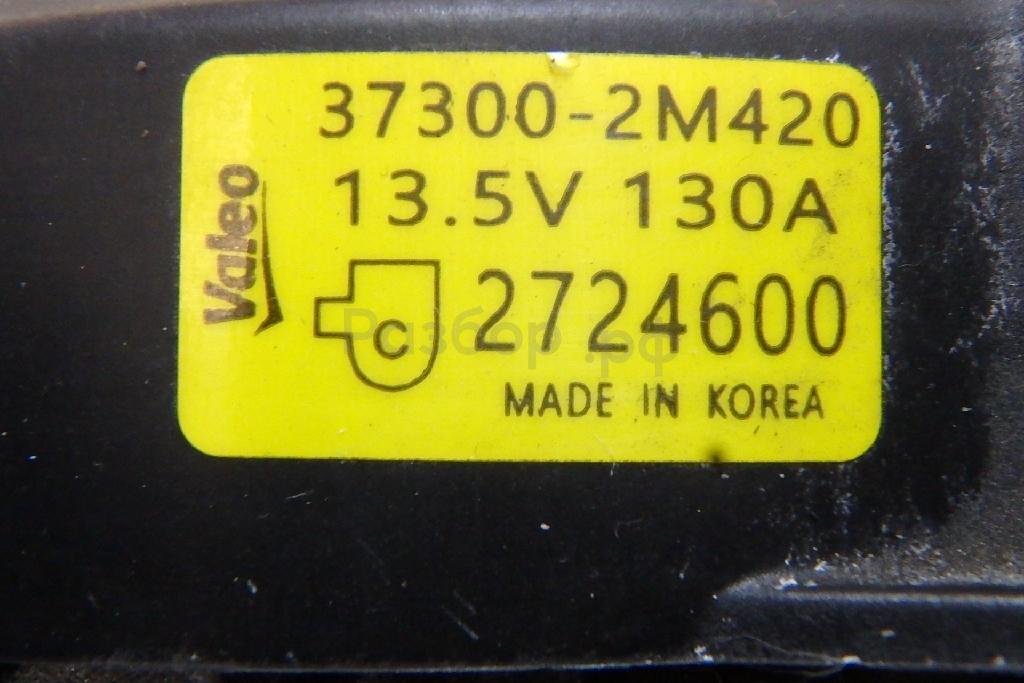 37300-2M420
13.5V 130A
Valeo
C 2724600
Разбор.рф
MADE IN KOREA